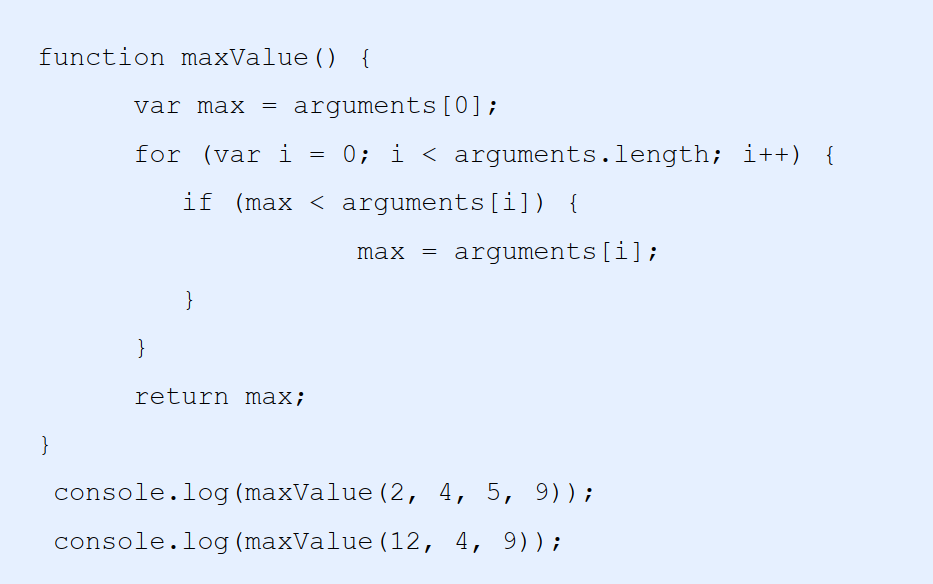 function maxValue() {
var max = arguments[0];
for (var i = 0; i < arguments.length; i++) {
if (max < arguments[i]) {
max = arguments[i];
}
}
return max;
}
console.log(maxValue(2, 4, 5, 9));
console.log(maxValue(12, 4, 9));